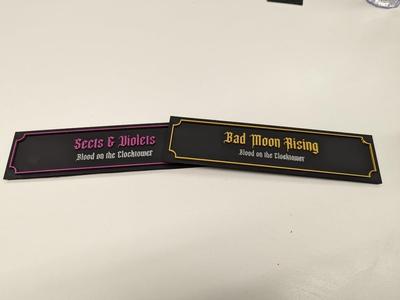 Sects & Violets
Blood on the Clocktower
Bad Moon Rising
Blood on the Clocktower